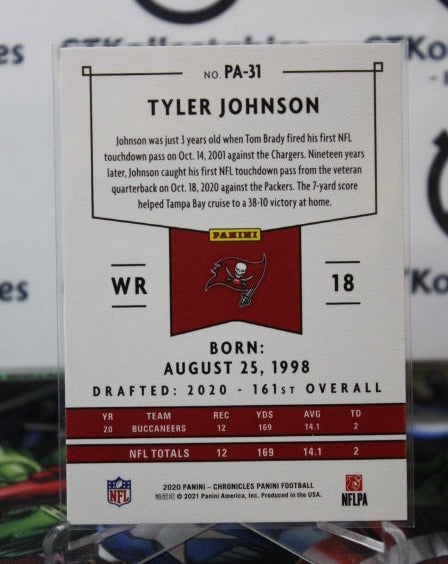 NO. PA-31
TYLER JOHNSON
Johnson was just 3 years old when Tom Brady fired his first NFL
touchdown pass on Oct. 14, 2001 against the Chargers. Nineteen years
later, Johnson caught his first NFL touchdown pass from the veteran
quarterback on Oct. 18, 2020 against the Packers. The 7-yard score
helped Tampa Bay cruise to a 38-10 victory at home.
PANINI
WR
18
BORN:
AUGUST 25, 1998
DRAFTED: 2020 - 161ST OVERALL
YR TEAM REC YDS AVG TD
20 BUCCANEERS 12 169 14.1 2
NFL TOTALS 12 169 14.1 2
2020 PANINI – CHRONICLES PANINI FOOTBALL
帕尼尼 © 2021 Panini America, Inc. Produced in the USA.
NFL
NFLPA